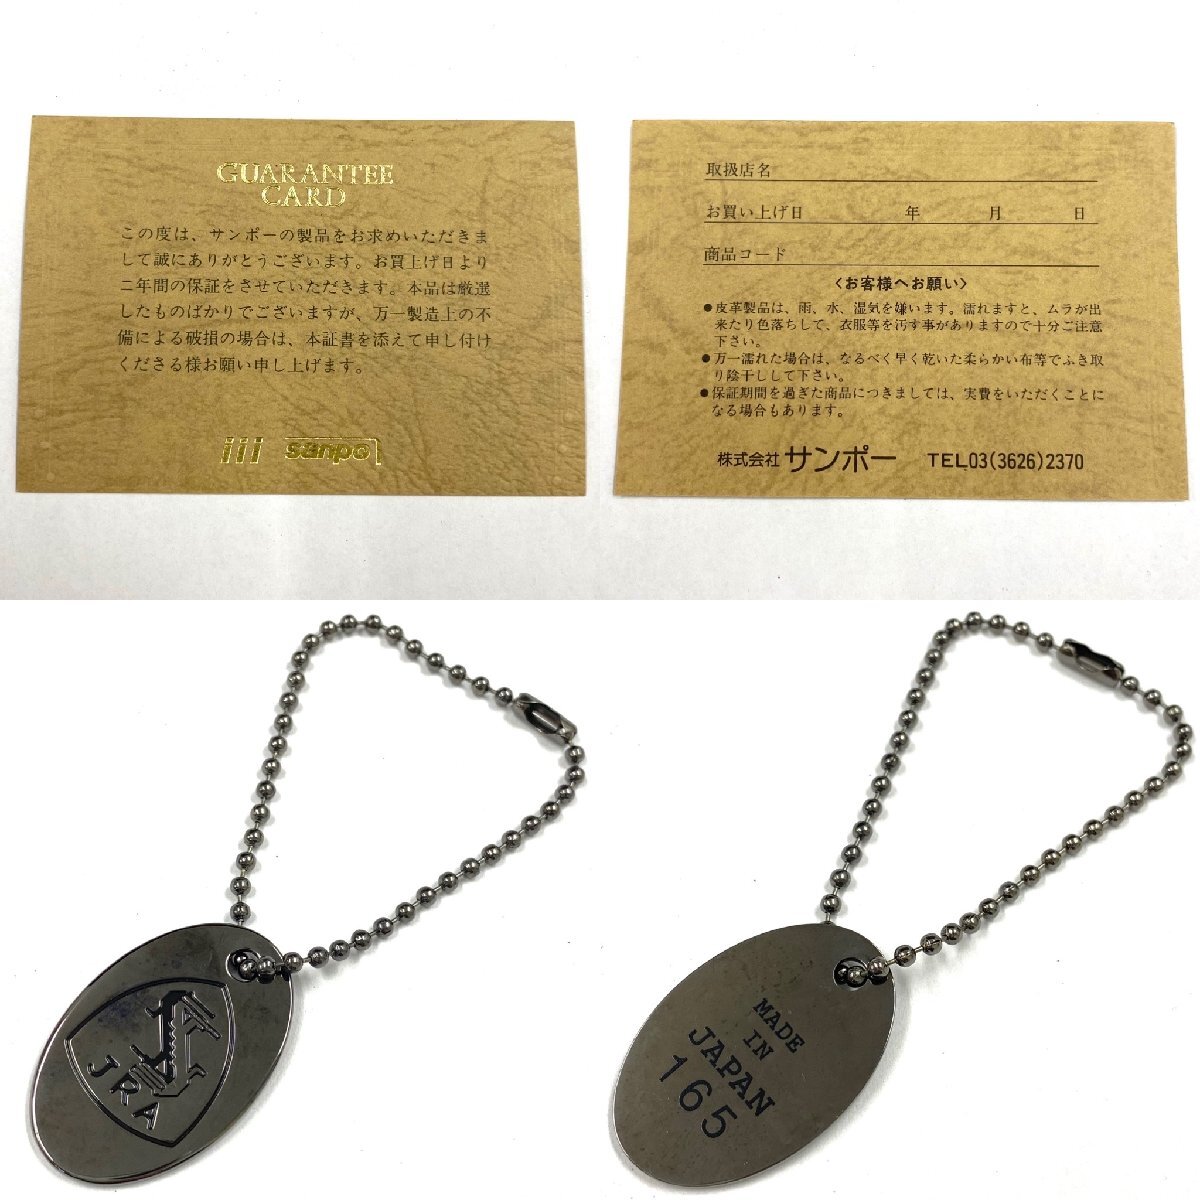 GUARANTEE
CARD
この度は、サンポーの製品をお求めいただきま
して誠にありがとうございます。お買上げ日より
二年間の保証をさせていただきます。本品は厳選
したものばかりでございますが、万一製造上の不
備による破損の場合は、本証書を添えて申し付け
くださる様お願い申し上げます。
iii sanpo
取扱店名
お買い上げ日 年 月 日
商品コード
〈お客様へお願い〉
●皮革製品は、雨、水、湿気を嫌います。濡れますと、ムラが出
来たり色落ちして、衣服等を汚す事がありますので十分ご注意
下さい。
●万一濡れた場合は、なるべく早く乾いた柔らかい布等でふき取
り陰干しして下さい。
●保証期間を過ぎた商品につきましては、実費をいただくことに
なる場合もあります。
株式会社 サンポー TEL03(3626)2370
JRA
MADE
IN
JAPAN
165